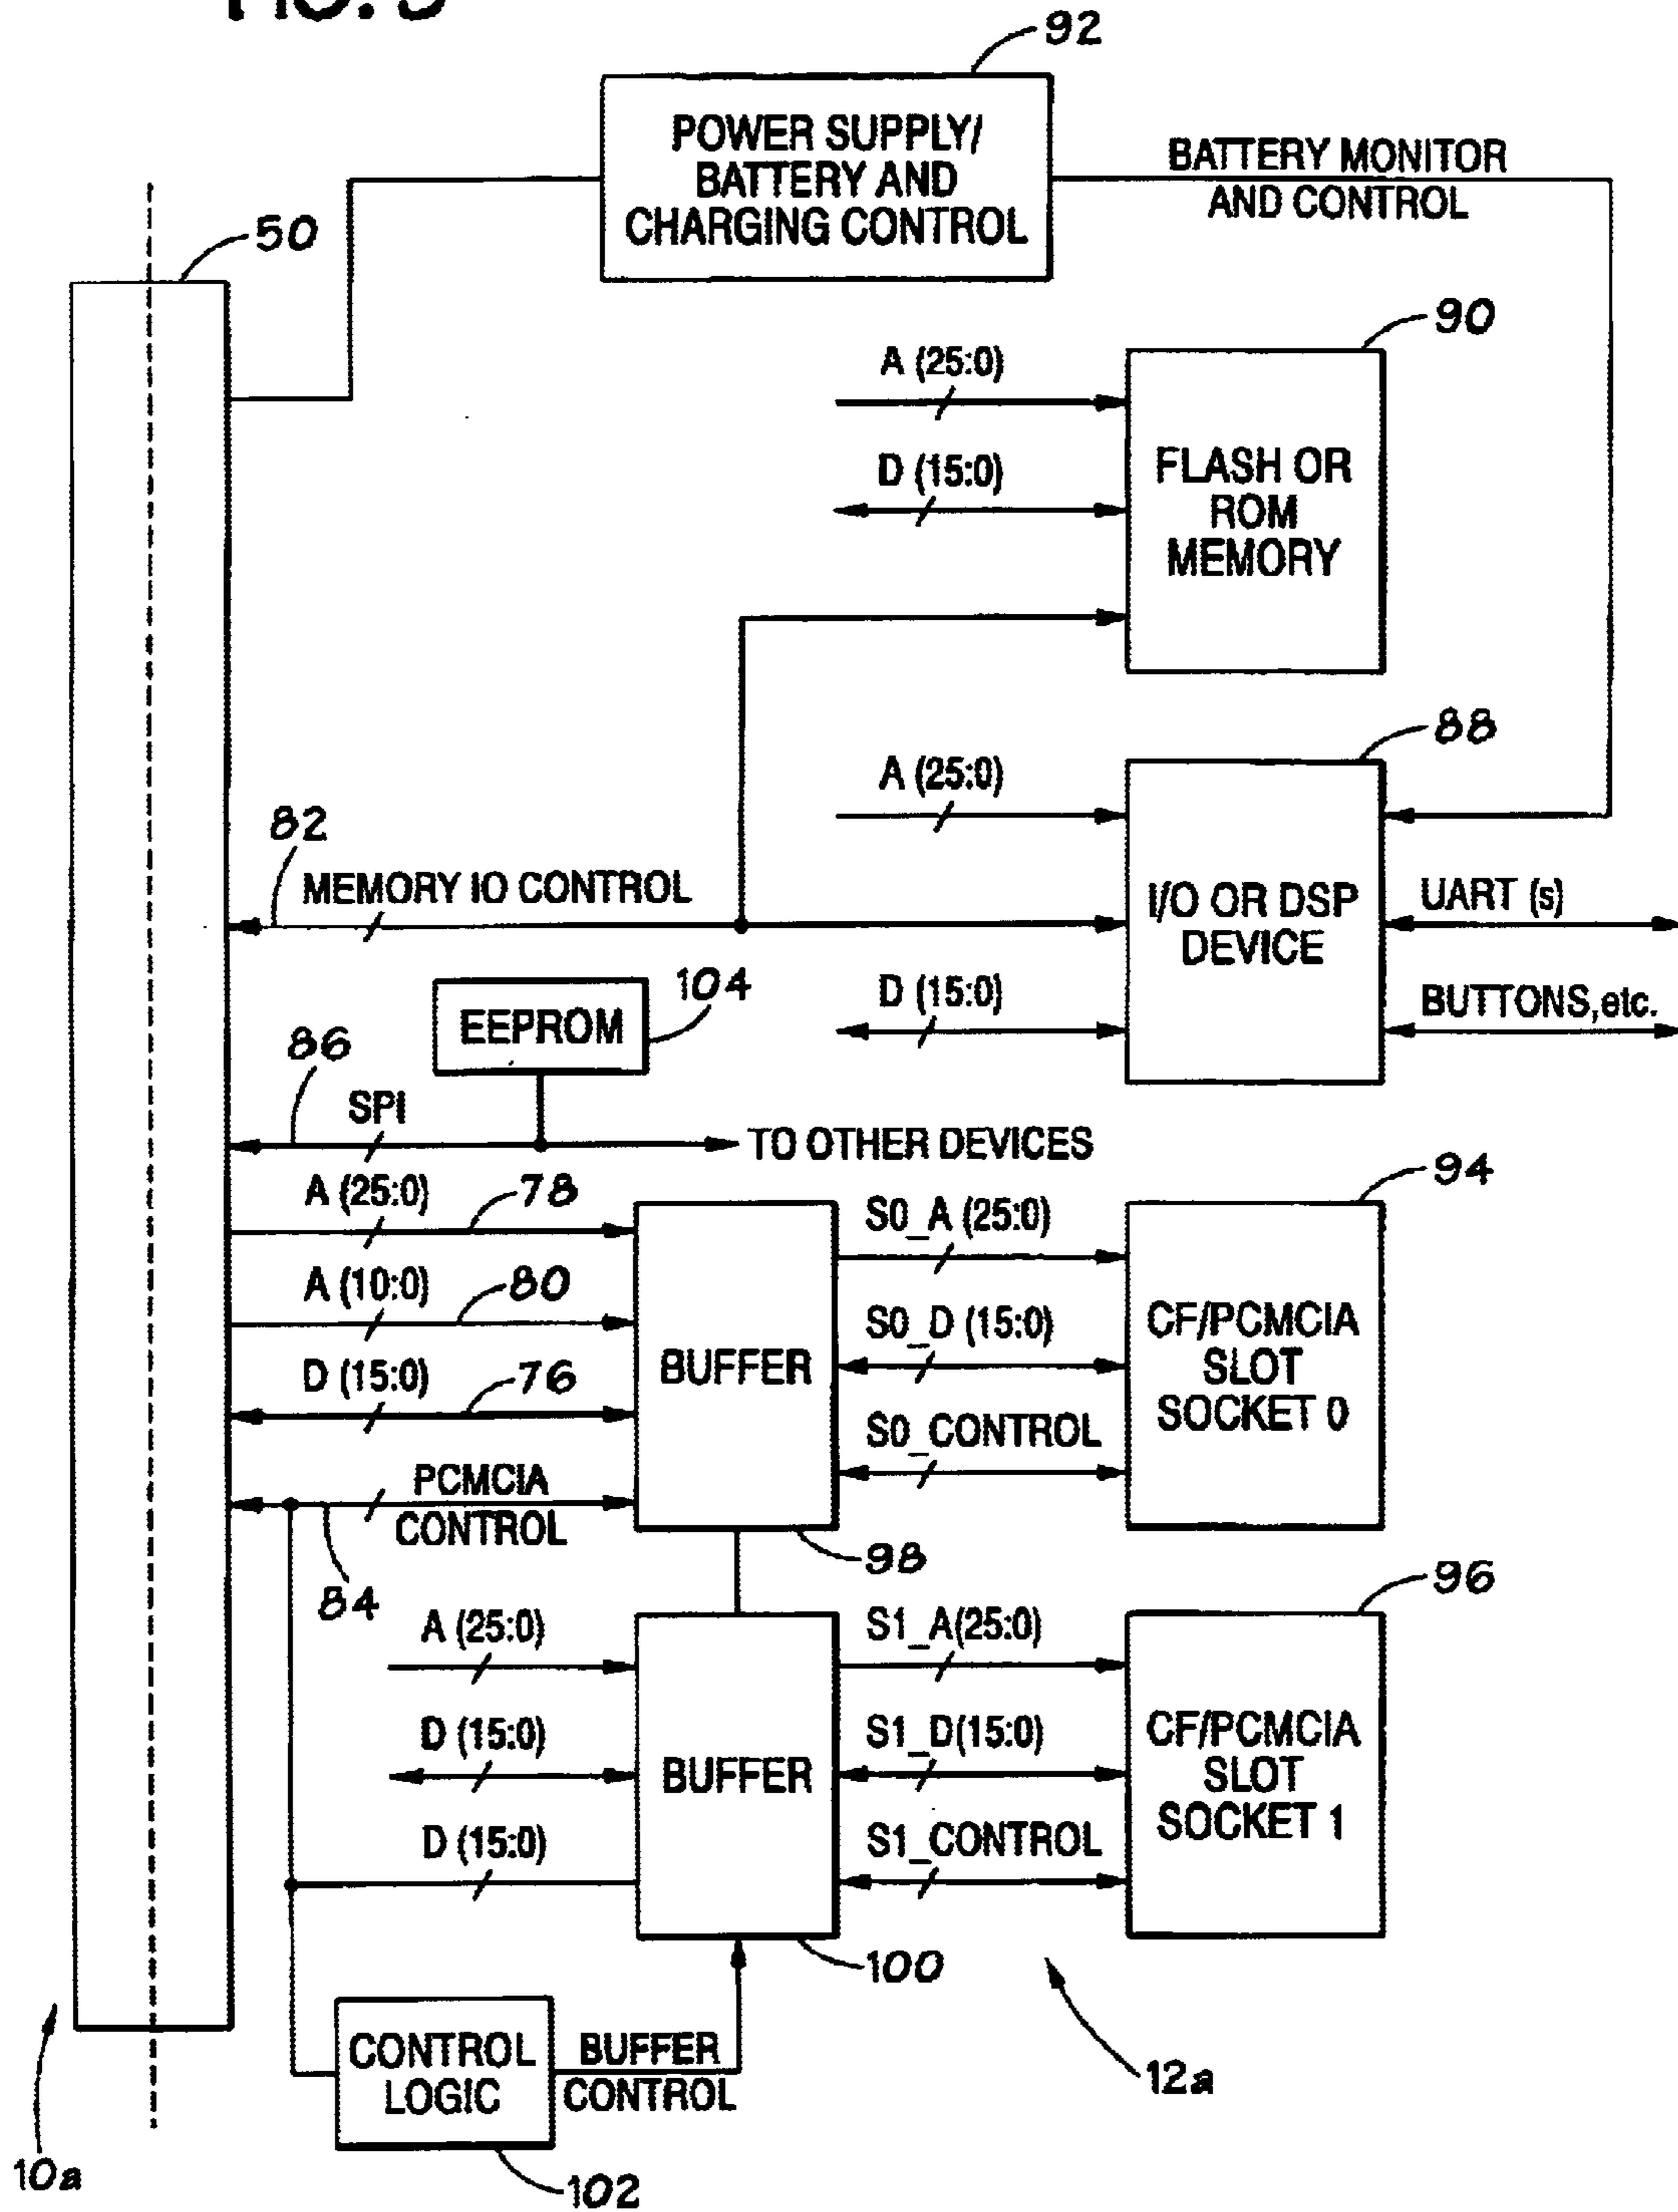 92
POWER SUPPLY/
BATTERY AND
CHARGING CONTROL
BATTERY MONITOR
AND CONTROL
50
90
A (25:0)
D (15:0)
FLASH OR
ROM
MEMORY
88
A (25:0)
82
MEMORY IO CONTROL
I/O OR DSP
DEVICE
UART (s)
D (15:0)
BUTTONS,etc.
104
EEPROM
86
SPI
TO OTHER DEVICES
94
A (25:0)
78
S0_A (25:0)
A (10:0)
80
BUFFER
S0_D (15:0)
CF/PCMCIA
SLOT
SOCKET 0
D (15:0)
76
S0_CONTROL
PCMCIA
CONTROL
98
84
96
A (25:0)
S1_A(25:0)
D (15:0)
BUFFER
S1_D(15:0)
CF/PCMCIA
SLOT
SOCKET 1
D (15:0)
S1_CONTROL
100
CONTROL
LOGIC
BUFFER
CONTROL
12a
10a
102